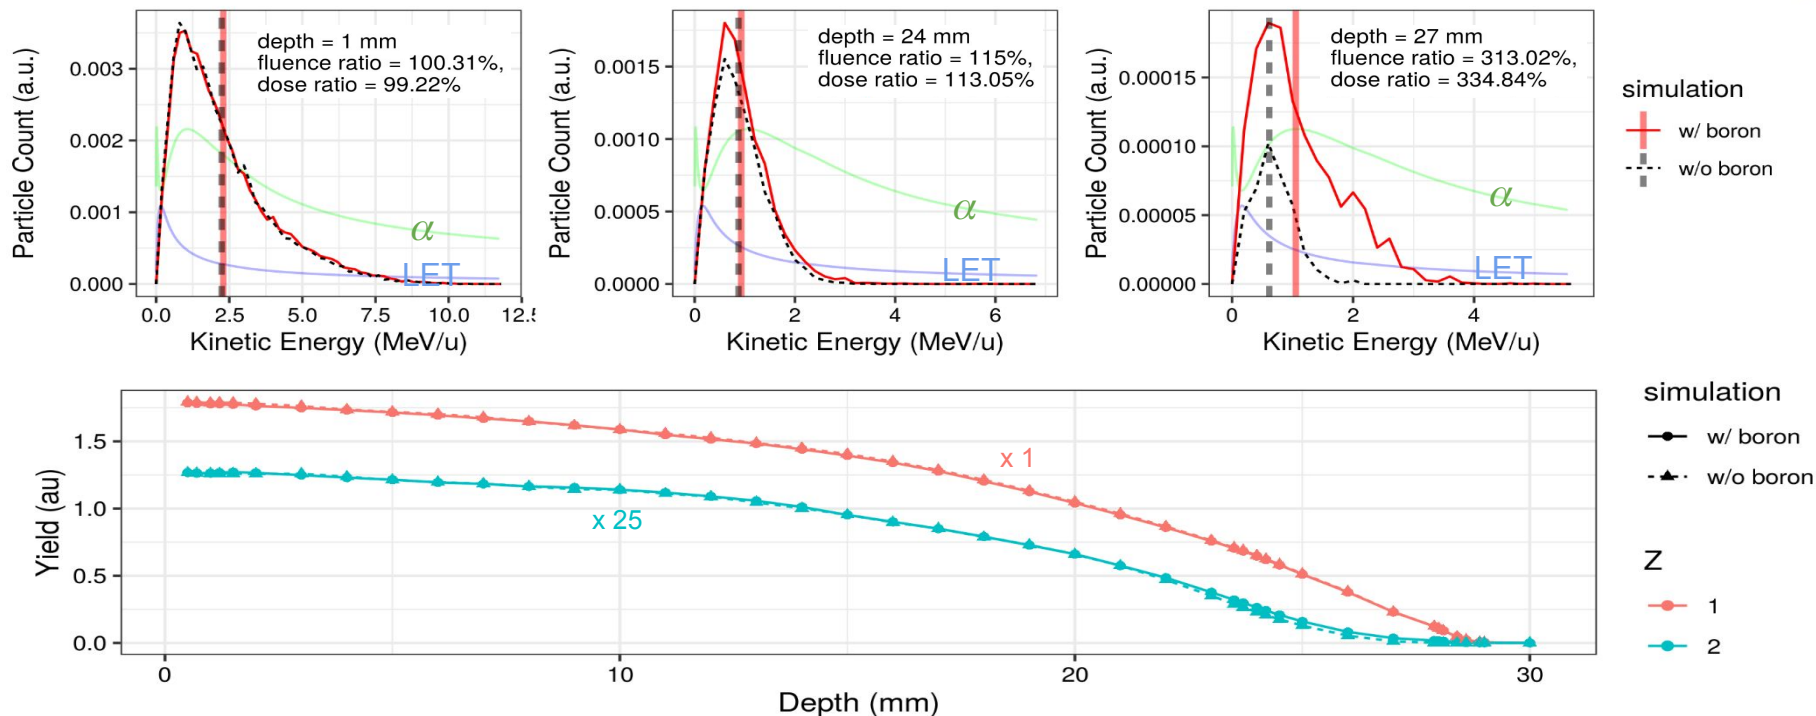 depth = 1 mm
fluence ratio = 100.31%,
dose ratio = 99.22%
0.003
0.002
0.001
0.000
Particle Count (a.u.)
α
LET
0.0 2.5 5.0 7.5 10.0 12.5
Kinetic Energy (MeV/u)
depth = 24 mm
fluence ratio = 115%,
dose ratio = 113.05%
0.0015
0.0010
0.0005
0.0000
Particle Count (a.u.)
α
LET
0 2 4 6
Kinetic Energy (MeV/u)
depth = 27 mm
fluence ratio = 313.02%,
dose ratio = 334.84%
0.00015
0.00010
0.00005
0.00000
Particle Count (a.u.)
α
LET
0 2 4
Kinetic Energy (MeV/u)
simulation
w/ boron
w/o boron
1.5
1.0
0.5
0.0
Yield (au)
x 1
x 25
0 10 20 30
Depth (mm)
simulation
w/ boron
w/o boron
Z
1
2